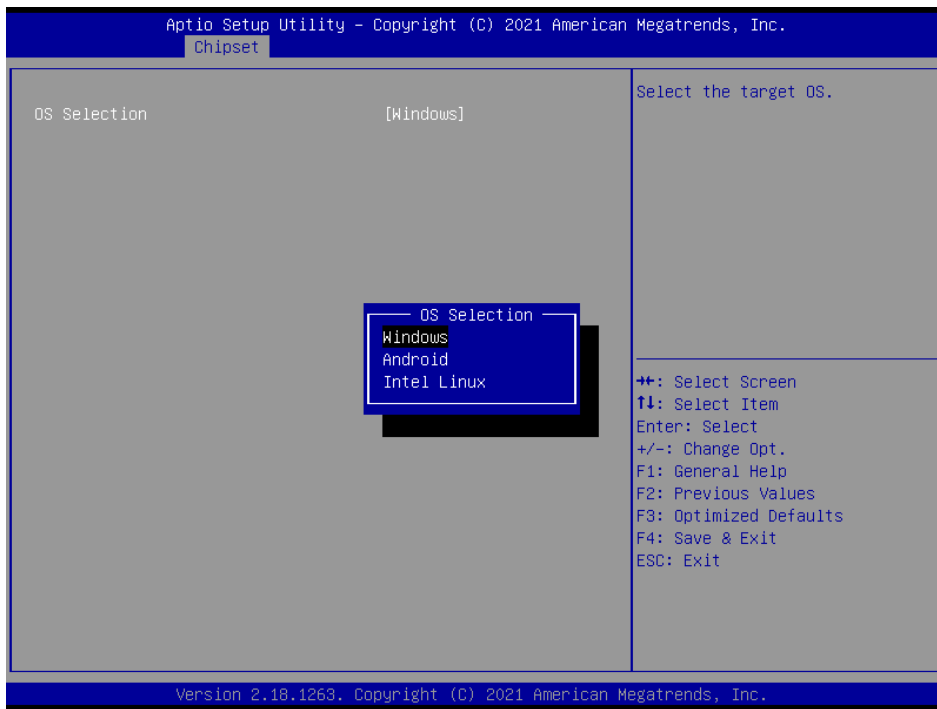 Aptio Setup Utility – Copyright (C) 2021 American Megatrends, Inc.
Chipset
OS Selection [Windows]
Select the target OS.
OS Selection
Windows
Android
Intel Linux
→←: Select Screen
↑↓: Select Item
Enter: Select
+/-: Change Opt.
F1: General Help
F2: Previous Values
F3: Optimized Defaults
F4: Save & Exit
ESC: Exit
Version 2.18.1263. Copyright (C) 2021 American Megatrends, Inc.